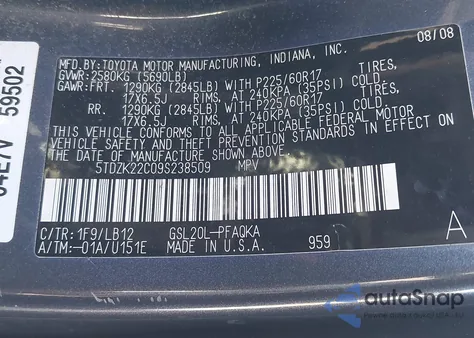 MFD.BY:TOYOTA MOTOR MANUFACTURING, INDIANA, INC. 08/08
GVWR:2580KG(5690LB)
GAWR:FRT. 1290KG(2845LB)WITH P225/60R17 TIRES,
17X6.5J RIMS, AT 240KPA(35PSI)COLD
RR. 1290KG(2845LB)WITH P225/60R17 TIRES,
17X6.5J RIMS, AT 240KPA(35PSI)COLD
THIS VEHICLE CONFORMS TO ALL APPLICABLE FEDERAL MOTOR
VEHICLE SAFETY AND THEFT PREVENTION STANDARDS IN
EFFECT ON THE DATE OF MANUFACTURE SHOWN ABOVE.
5TDZK22C09S238509 MPV
C/TR:1F9/LB12 GSL20L-PFAQKA A
A/TM:-01A/U151E MADE IN U.S.A. 959
59502
autoSnap